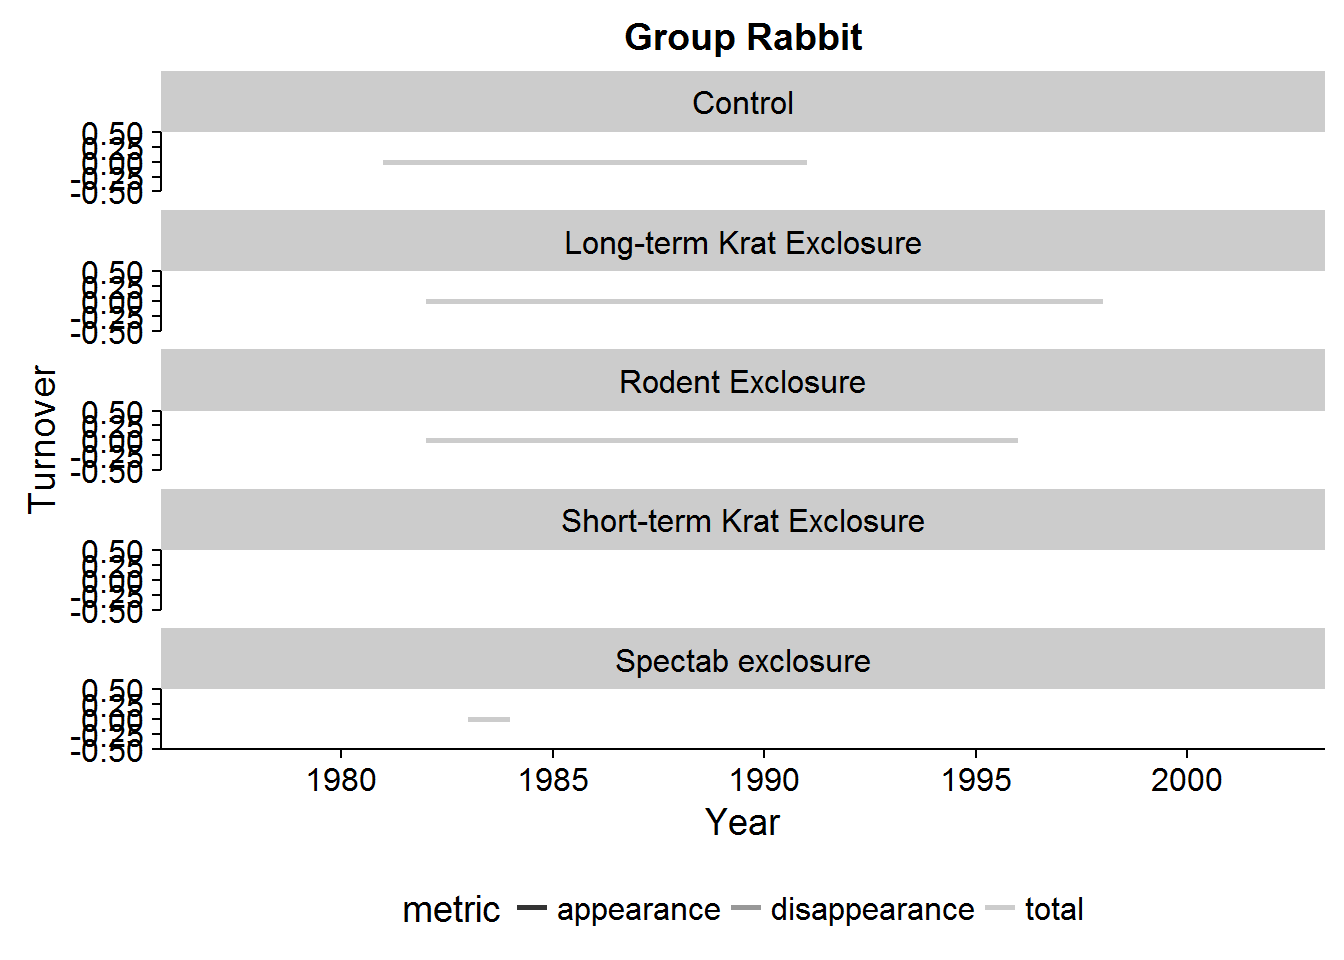 Group Rabbit
Control
0.50
0.25
0.00
-0.25
-0.50
Long-term Krat Exclosure
0.50
0.25
0.00
-0.25
-0.50
Rodent Exclosure
0.50
0.25
0.00
-0.25
-0.50
Short-term Krat Exclosure
0.50
0.25
0.00
-0.25
-0.50
Spectab exclosure
0.50
0.25
0.00
-0.25
-0.50
Turnover
1980 1985 1990 1995 2000
Year
metric appearance disappearance total